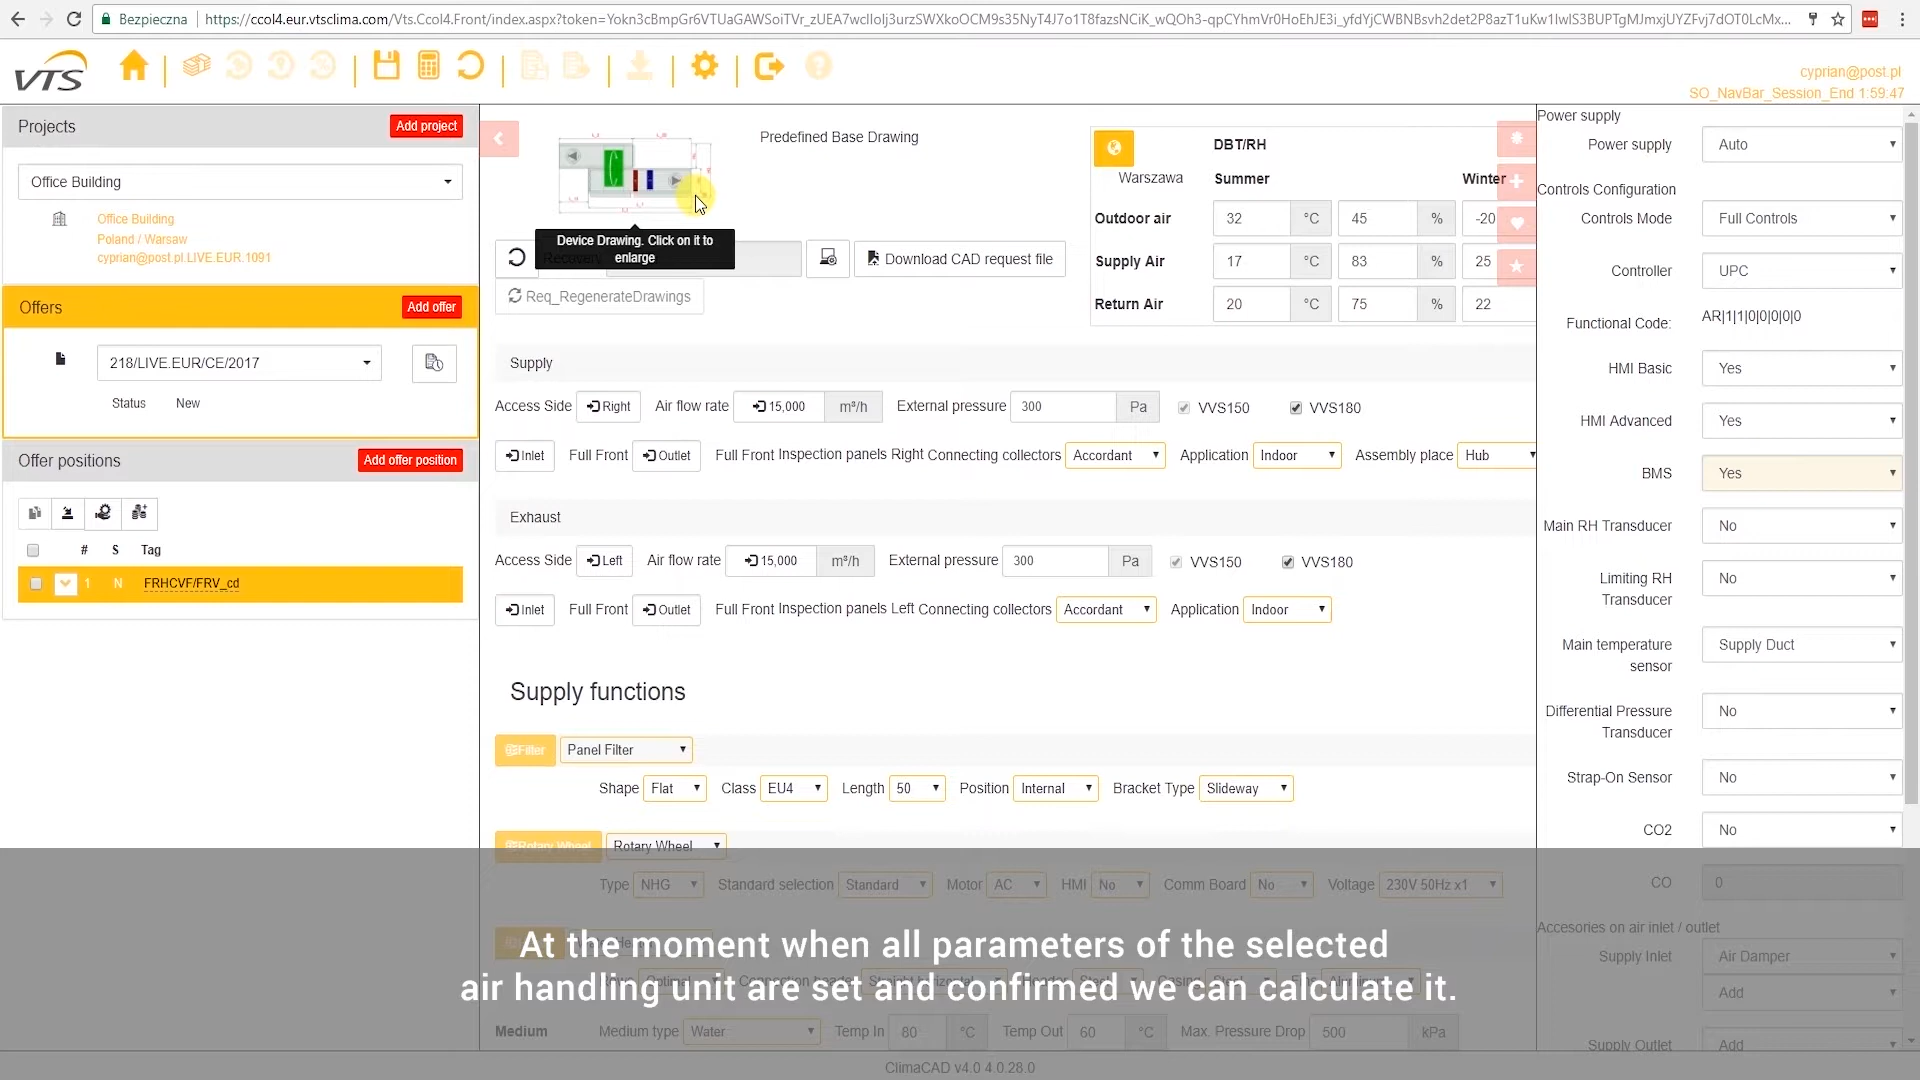 Bezpieczna
https://ccol4.eur.vtsclima.com/Vts.Ccol4.Front/index.aspx?token=
VTS
cyprian@post.pl
SO_NavBar_Session_End 1:59:47
Projects
Add project
Office Building
Office Building
Poland / Warsaw
cyprian@post.pl.LIVE.EUR.1091
Offers
Add offer
218/LIVE.EUR/CE/2017
Status New
Offer positions
Add offer position
# S Tag
1 N FRHCVF/FRV_cd
Predefined Base Drawing
Device Drawing. Click on it to
enlarge
Download CAD request file
Req_RegenerateDrawings
DBT/RH
Warszawa Summer Winter
Outdoor air 32 °C 45 % -20
Supply Air 17 °C 83 % 25
Return Air 20 °C 75 % 22
Supply
Access Side Right Air flow rate 15,000 m³/h External pressure 300 Pa VVS150 VVS180
Inlet Full Front Outlet Full Front Inspection panels Right Connecting collectors Accordant Application Indoor Assembly place Hub
Exhaust
Access Side Left Air flow rate 15,000 m³/h External pressure 300 Pa VVS150 VVS180
Inlet Full Front Outlet Full Front Inspection panels Left Connecting collectors Accordant Application Indoor
Supply functions
Filter Panel Filter
Shape Flat Class EU4 Length 50 Position Internal Bracket Type Slideway
Rotary Wheel Rotary Wheel
Type NHG Standard selection Standard Motor AC HMI No Comm Board No Voltage 230V 50Hz x1
At the moment when all parameters of the selected
air handling unit are set and confirmed we can calculate it.
Medium Medium type Water Temp In 80 °C Temp Out 60 °C Max. Pressure Drop 500 kPa
Power supply
Power supply Auto
Controls Configuration
Controls Mode Full Controls
Controller UPC
Functional Code: AR|1|1|0|0|0|0|0
HMI Basic Yes
HMI Advanced Yes
BMS Yes
Main RH Transducer No
Limiting RH
Transducer No
Main temperature
sensor Supply Duct
Differential Pressure
Transducer No
Strap-On Sensor No
CO2 No
CO 0
Accesories on air inlet / outlet
Supply Inlet Air Damper
Add
Supply Outlet Add
ClimaCAD v4.0 4 0.28.0